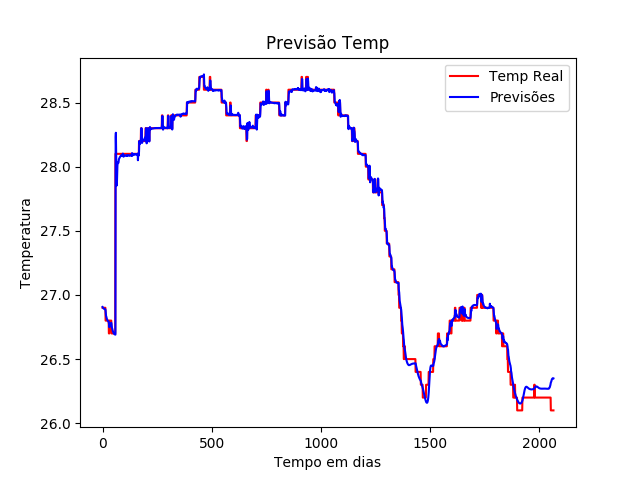 Previsão Temp
Temp Real
Previsões
28.5
28.0
27.5
27.0
26.5
26.0
Temperatura
0
500
1000
1500
2000
Tempo em dias